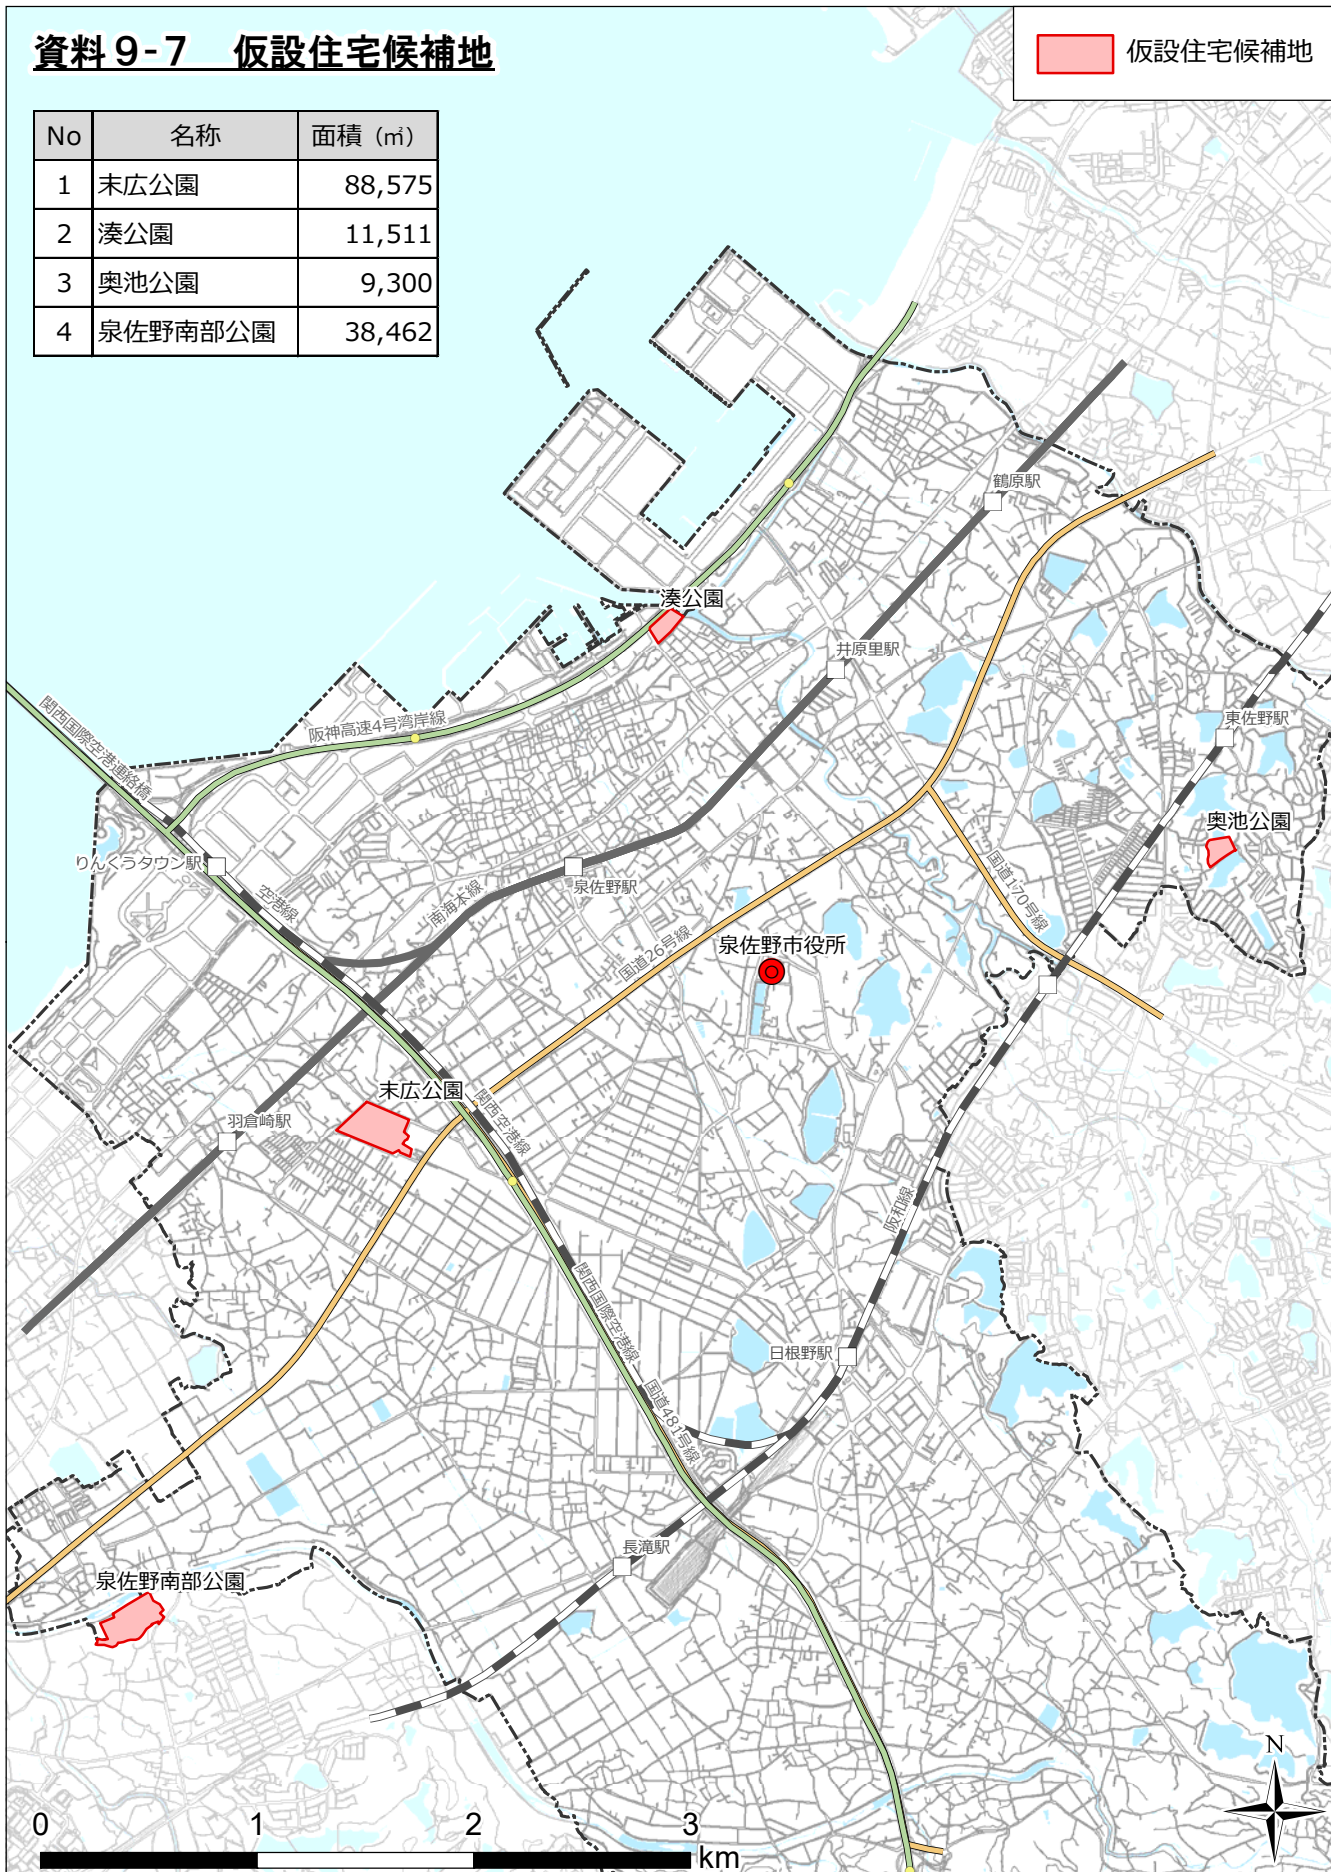 資料９-７　仮設住宅候補地
仮設住宅候補地
No 名称 面積（㎡）
1 末広公園 88,575
2 湊公園 11,511
3 奥池公園 9,300
4 泉佐野南部公園 38,462
鶴原駅
湊公園
井原里駅
関西国際空港連絡橋
阪神高速4号湾岸線
東佐野駅
奥池公園
りんくうタウン駅
空港線
南海本線
泉佐野駅
国道170号線
国道26号線
泉佐野市役所
末広公園
関西空港線
羽倉崎駅
阪和線
関西国際空港線
日根野駅
国道481号線
長滝駅
泉佐野南部公園
N
0 1 2 3
km